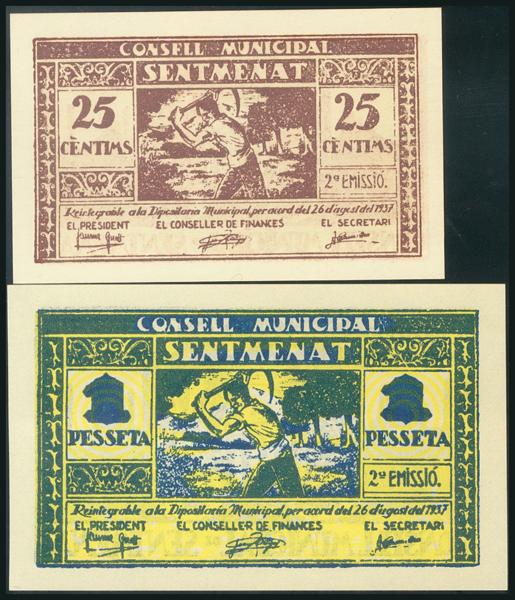 CONSELL MUNICIPAL
SENTMENAT
25 25
CÈNTIMS CÈNTIMS
2ª EMISSIÓ.
Reintegrable a la Dipositaria Municipal, per acord del 26 d'agost del 1937
EL PRESIDENT EL CONSELLER DE FINANCES EL SECRETARI
CONSELL MUNICIPAL
SENTMENAT
1 1
PESSETA PESSETA
2ª EMISSIÓ.
Reintegrable a la Dipositaria Municipal, per acord del 26 d'agost del 1937
EL PRESIDENT EL CONSELLER DE FINANCES EL SECRETARI